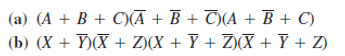 (a) (A + B + C)(A̅ + B̅ + C̅)(A + B̅ + C)
(b) (X + Y̅)(X̅ + Z)(X + Y̅ + Z̅)(X̅ + Y̅ + Z)